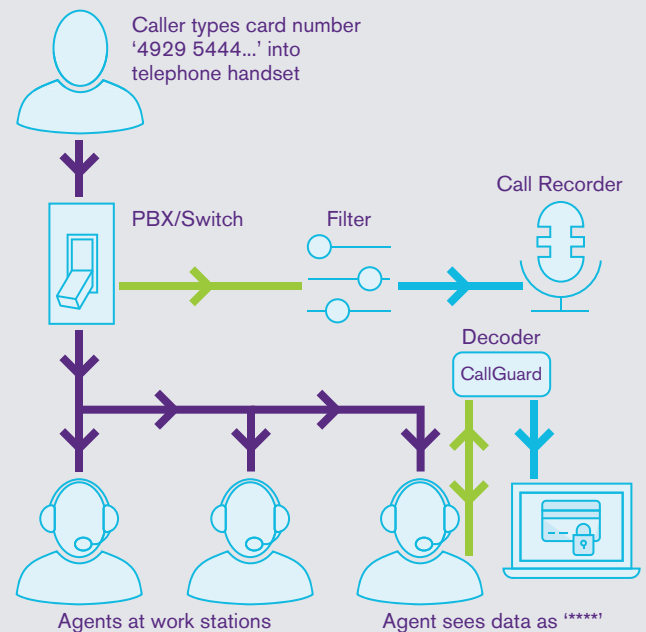 Caller types card number
‘4929 5444...’ into
telephone handset
Call Recorder
PBX/Switch
Filter
Decoder
CallGuard
Agents at work stations
Agent sees data as ‘****’